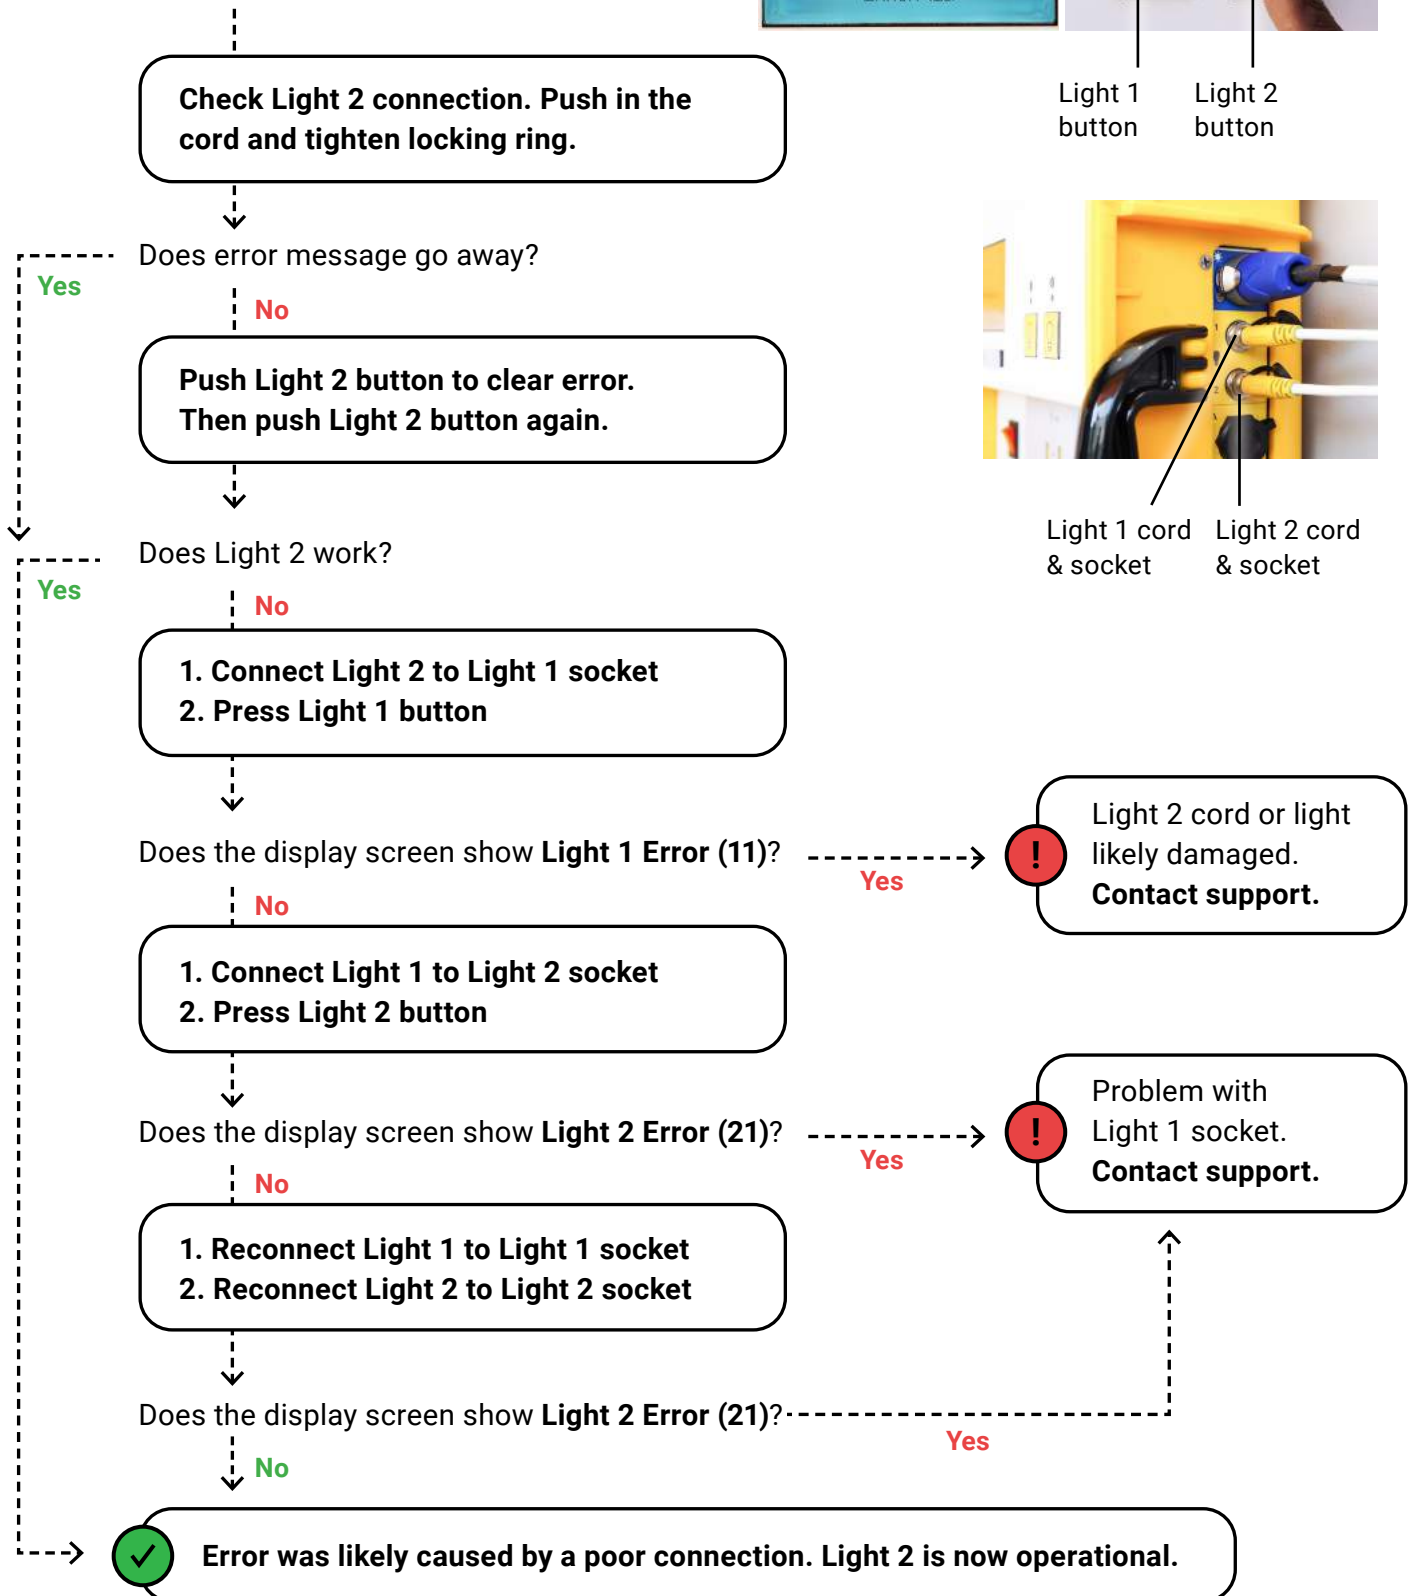 Light 1
button
Light 2
button
Check Light 2 connection. Push in the
cord and tighten locking ring.
Does error message go away?
Yes
No
Push Light 2 button to clear error.
Then push Light 2 button again.
Light 1 cord
& socket
Light 2 cord
& socket
Does Light 2 work?
Yes
No
1. Connect Light 2 to Light 1 socket
2. Press Light 1 button
Does the display screen show Light 1 Error (11)?
Yes
Light 2 cord or light
likely damaged.
Contact support.
No
1. Connect Light 1 to Light 2 socket
2. Press Light 2 button
Does the display screen show Light 2 Error (21)?
Yes
Problem with
Light 1 socket.
Contact support.
No
1. Reconnect Light 1 to Light 1 socket
2. Reconnect Light 2 to Light 2 socket
Does the display screen show Light 2 Error (21)?
Yes
No
Error was likely caused by a poor connection. Light 2 is now operational.